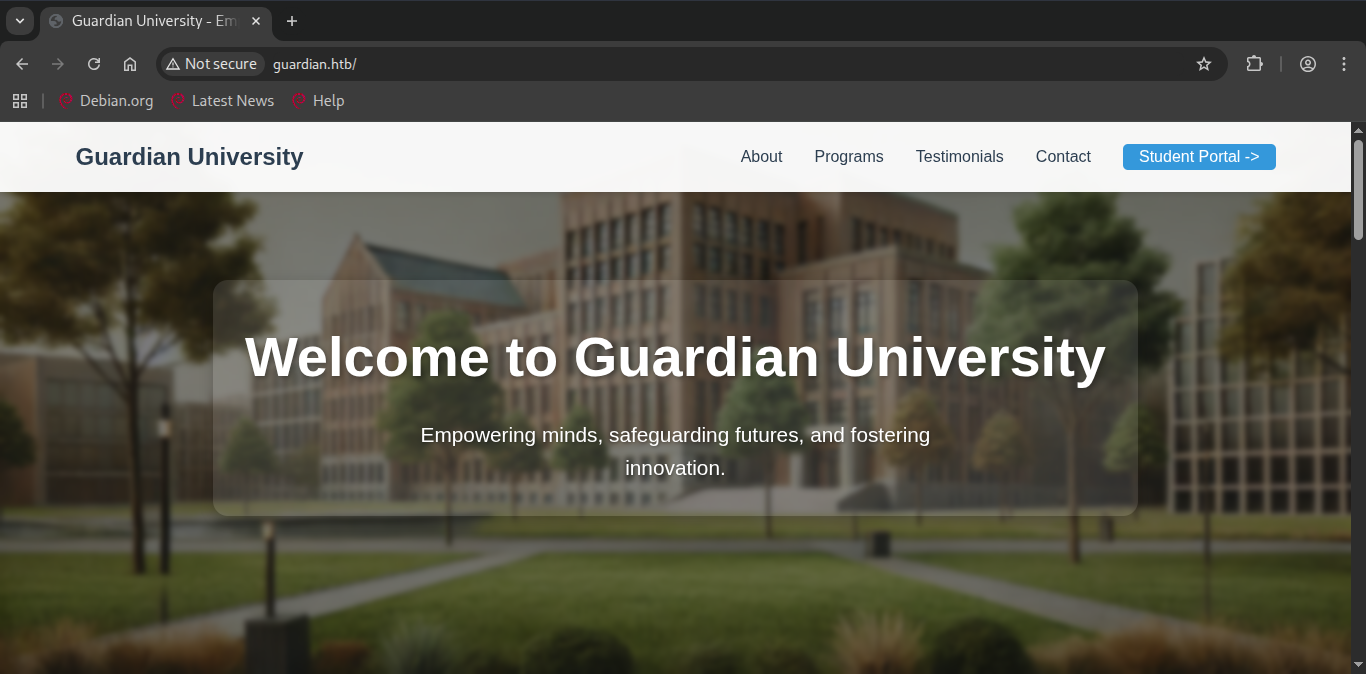 Guardian University - Em
Not secure guardian.htb/
Debian.org Latest News Help
Guardian University About Programs Testimonials Contact Student Portal ->
Welcome to Guardian University
Empowering minds, safeguarding futures, and fostering
innovation.